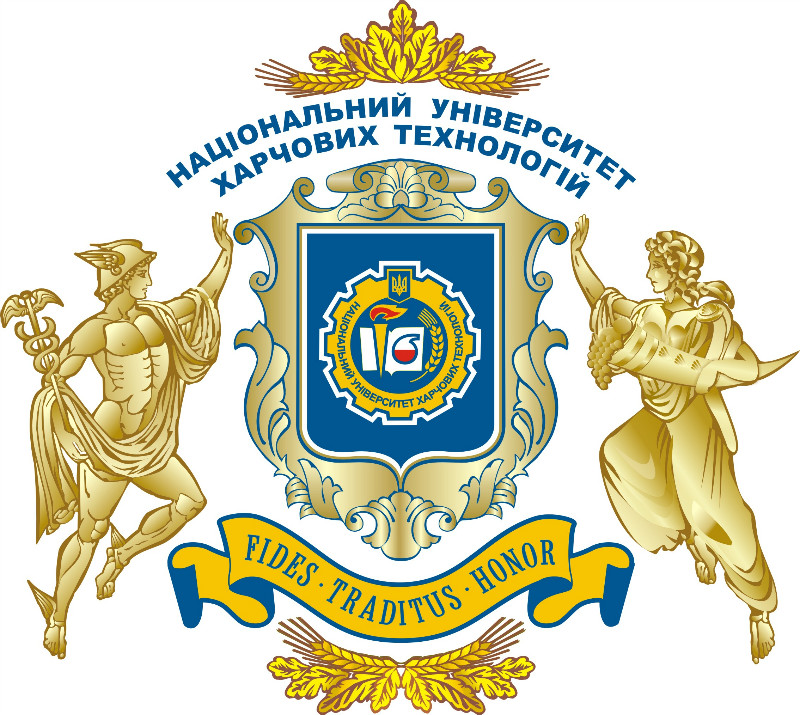 НАЦІОНАЛЬНИЙ УНІВЕРСИТЕТ
ХАРЧОВИХ ТЕХНОЛОГІЙ
НАЦІОНАЛЬНИЙ УНІВЕРСИТЕТ ХАРЧОВИХ ТЕХНОЛОГІЙ
FIDES · TRADITUS · HONOR